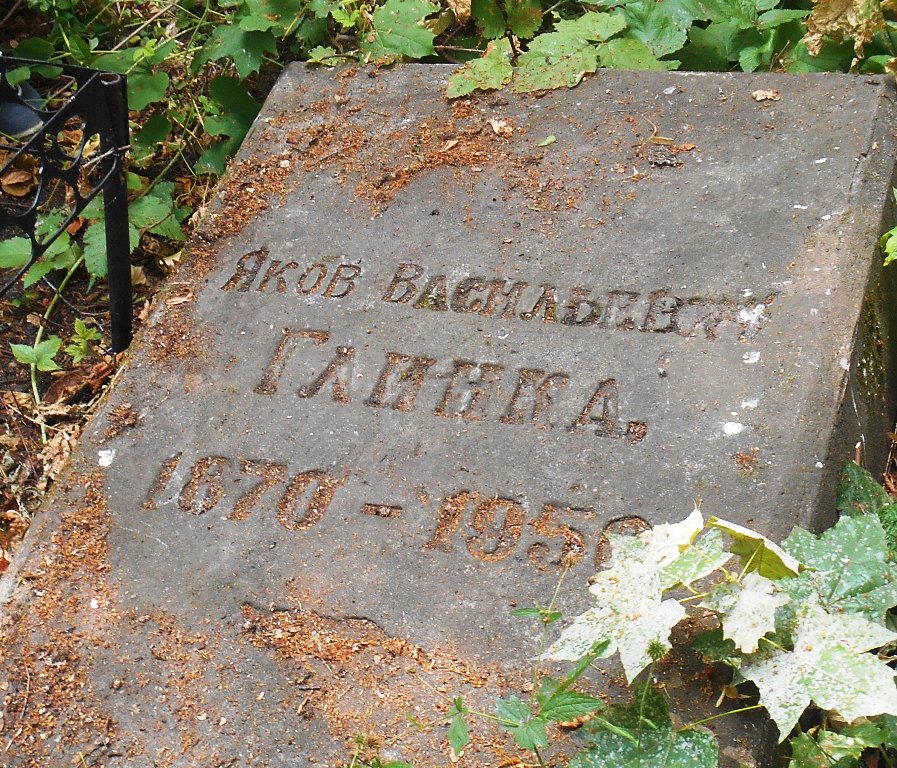 Яков Васильевич
Глинка.
1870 - 1950